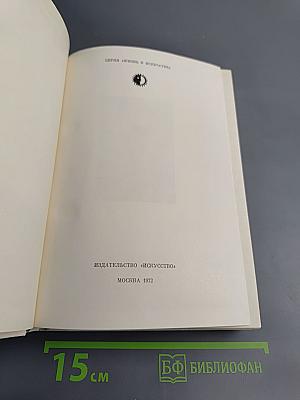 СЕРИЯ «ЖИЗНЬ В ИСКУССТВЕ»
ИЗДАТЕЛЬСТВО «ИСКУССТВО»
МОСКВА 1972
15 см
БФ БИБЛИОФАН